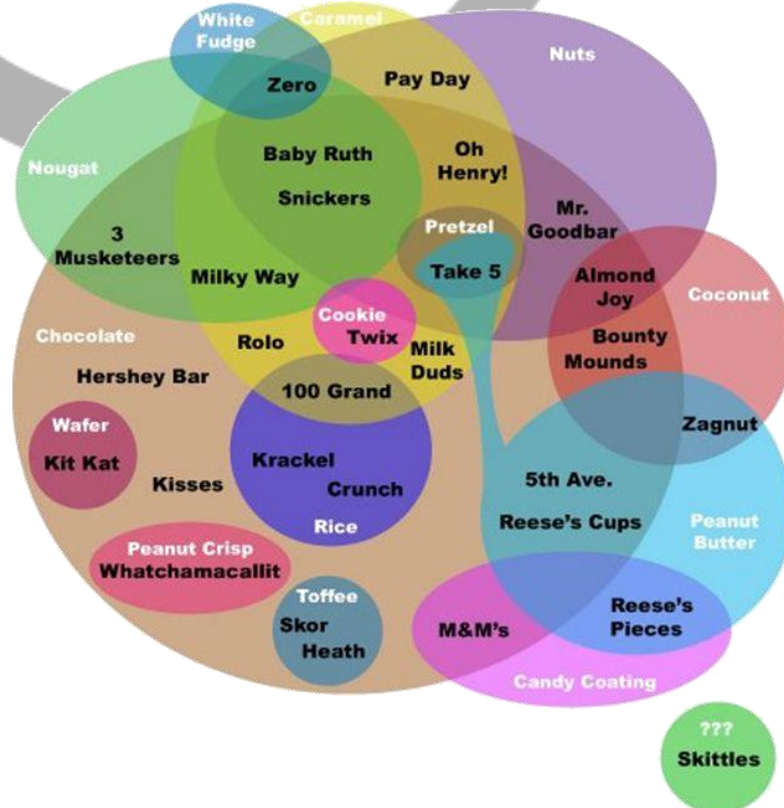 White
Fudge
Caramel
Nuts
Zero
Pay Day
Baby Ruth
Oh
Henry!
Nougat
Snickers
Mr.
Goodbar
3
Musketeers
Pretzel
Take 5
Milky Way
Almond
Joy
Coconut
Cookie
Twix
Chocolate
Rolo
Milk
Duds
Bounty
Mounds
Hershey Bar
100 Grand
Wafer
Kit Kat
Zagnut
Krackel
Crunch
Kisses
5th Ave.
Reese's Cups
Rice
Peanut
Butter
Peanut Crisp
Whatchamacallit
Toffee
Skor
Heath
M&M's
Reese's
Pieces
Candy Coating
???
Skittles